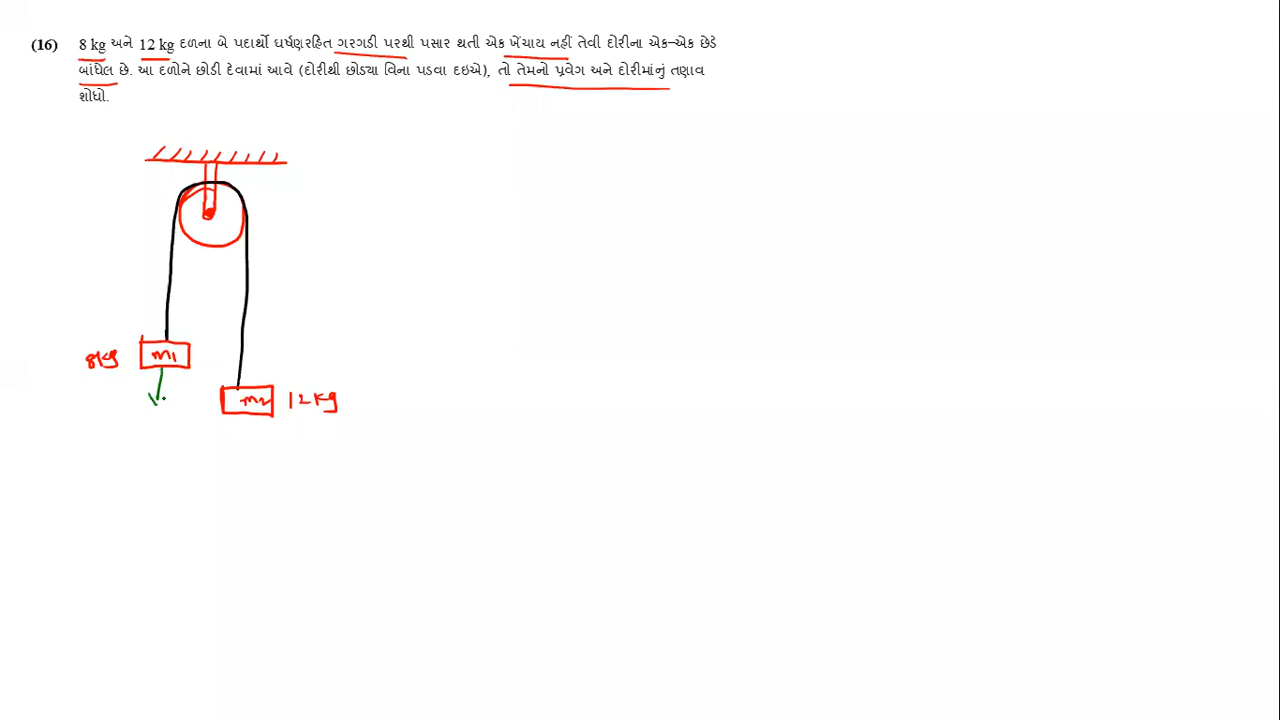 (16) 8 kg અને 12 kg દળના બે પદાર્થો ઘર્ષણરહિત ગરગડી પરથી પસાર થતી એક ખેંચાય નહીં તેવી દોરીના એક-એક છેડે
બાંધેલ છે. આ દળોને છોડી દેવામાં આવે (દોરીથી છોડ્યા વિના પડવા દઇએ), તો તેમનો પ્રવેગ અને દોરીમાંનું તણાવ
શોધો.
8kg m1
m2 12kg